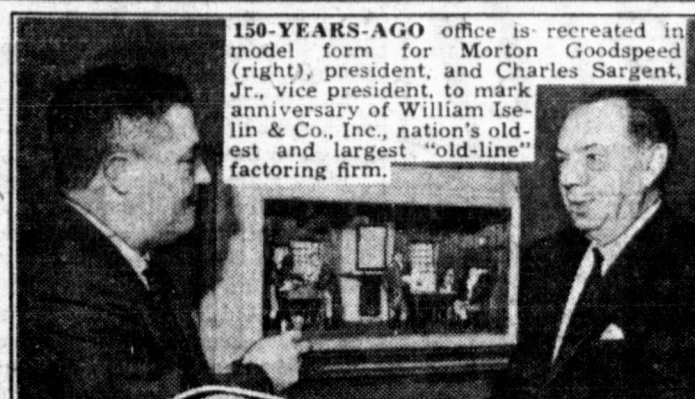 150-YEARS-AGO office is recreated in
model form for Morton Goodspeed
(right), president, and Charles Sargent,
Jr., vice president, to mark
anniversary of William Ise-
lin & Co., Inc., nation's old-
est and largest "old-line"
factoring firm.